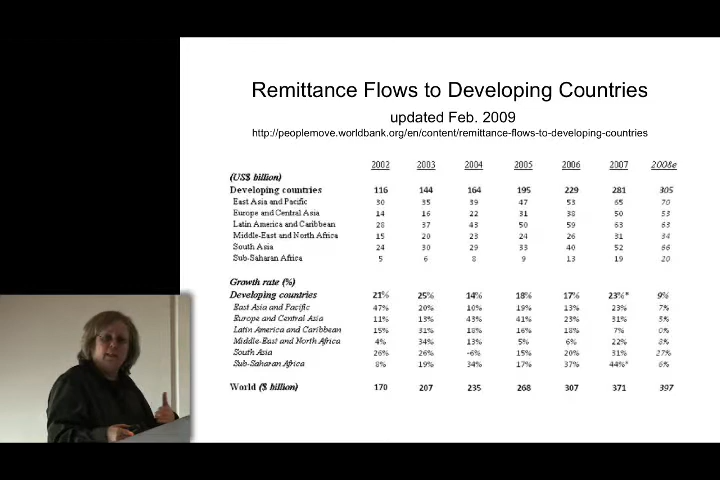 Remittance Flows to Developing Countries
updated Feb. 2009
http://peoplemove.worldbank.org/en/content/remittance-flows-to-developing-countries
2002 2003 2004 2005 2006 2007 2008e
(US$ billion)
Developing countries 116 144 164 195 229 281 305
East Asia and Pacific 30 35 39 47 53 65 70
Europe and Central Asia 14 16 22 31 38 50 53
Latin America and Caribbean 28 37 43 50 59 63 63
Middle-East and North Africa 15 20 23 24 26 31 34
South Asia 24 30 29 33 40 52 66
Sub-Saharan Africa 5 6 8 9 13 19 20
Growth rate (%)
Developing countries 21% 25% 14% 18% 17% 23%* 9%
East Asia and Pacific 47% 20% 10% 19% 13% 23% 7%
Europe and Central Asia 11% 13% 43% 41% 23% 31% 5%
Latin America and Caribbean 15% 31% 18% 16% 18% 7% 0%
Middle-East and North Africa 4% 34% 13% 5% 6% 22% 8%
South Asia 26% 26% -6% 15% 20% 31% 27%
Sub-Saharan Africa 8% 19% 34% 17% 37% 44%* 6%
World ($ billion) 170 207 235 268 307 371 397